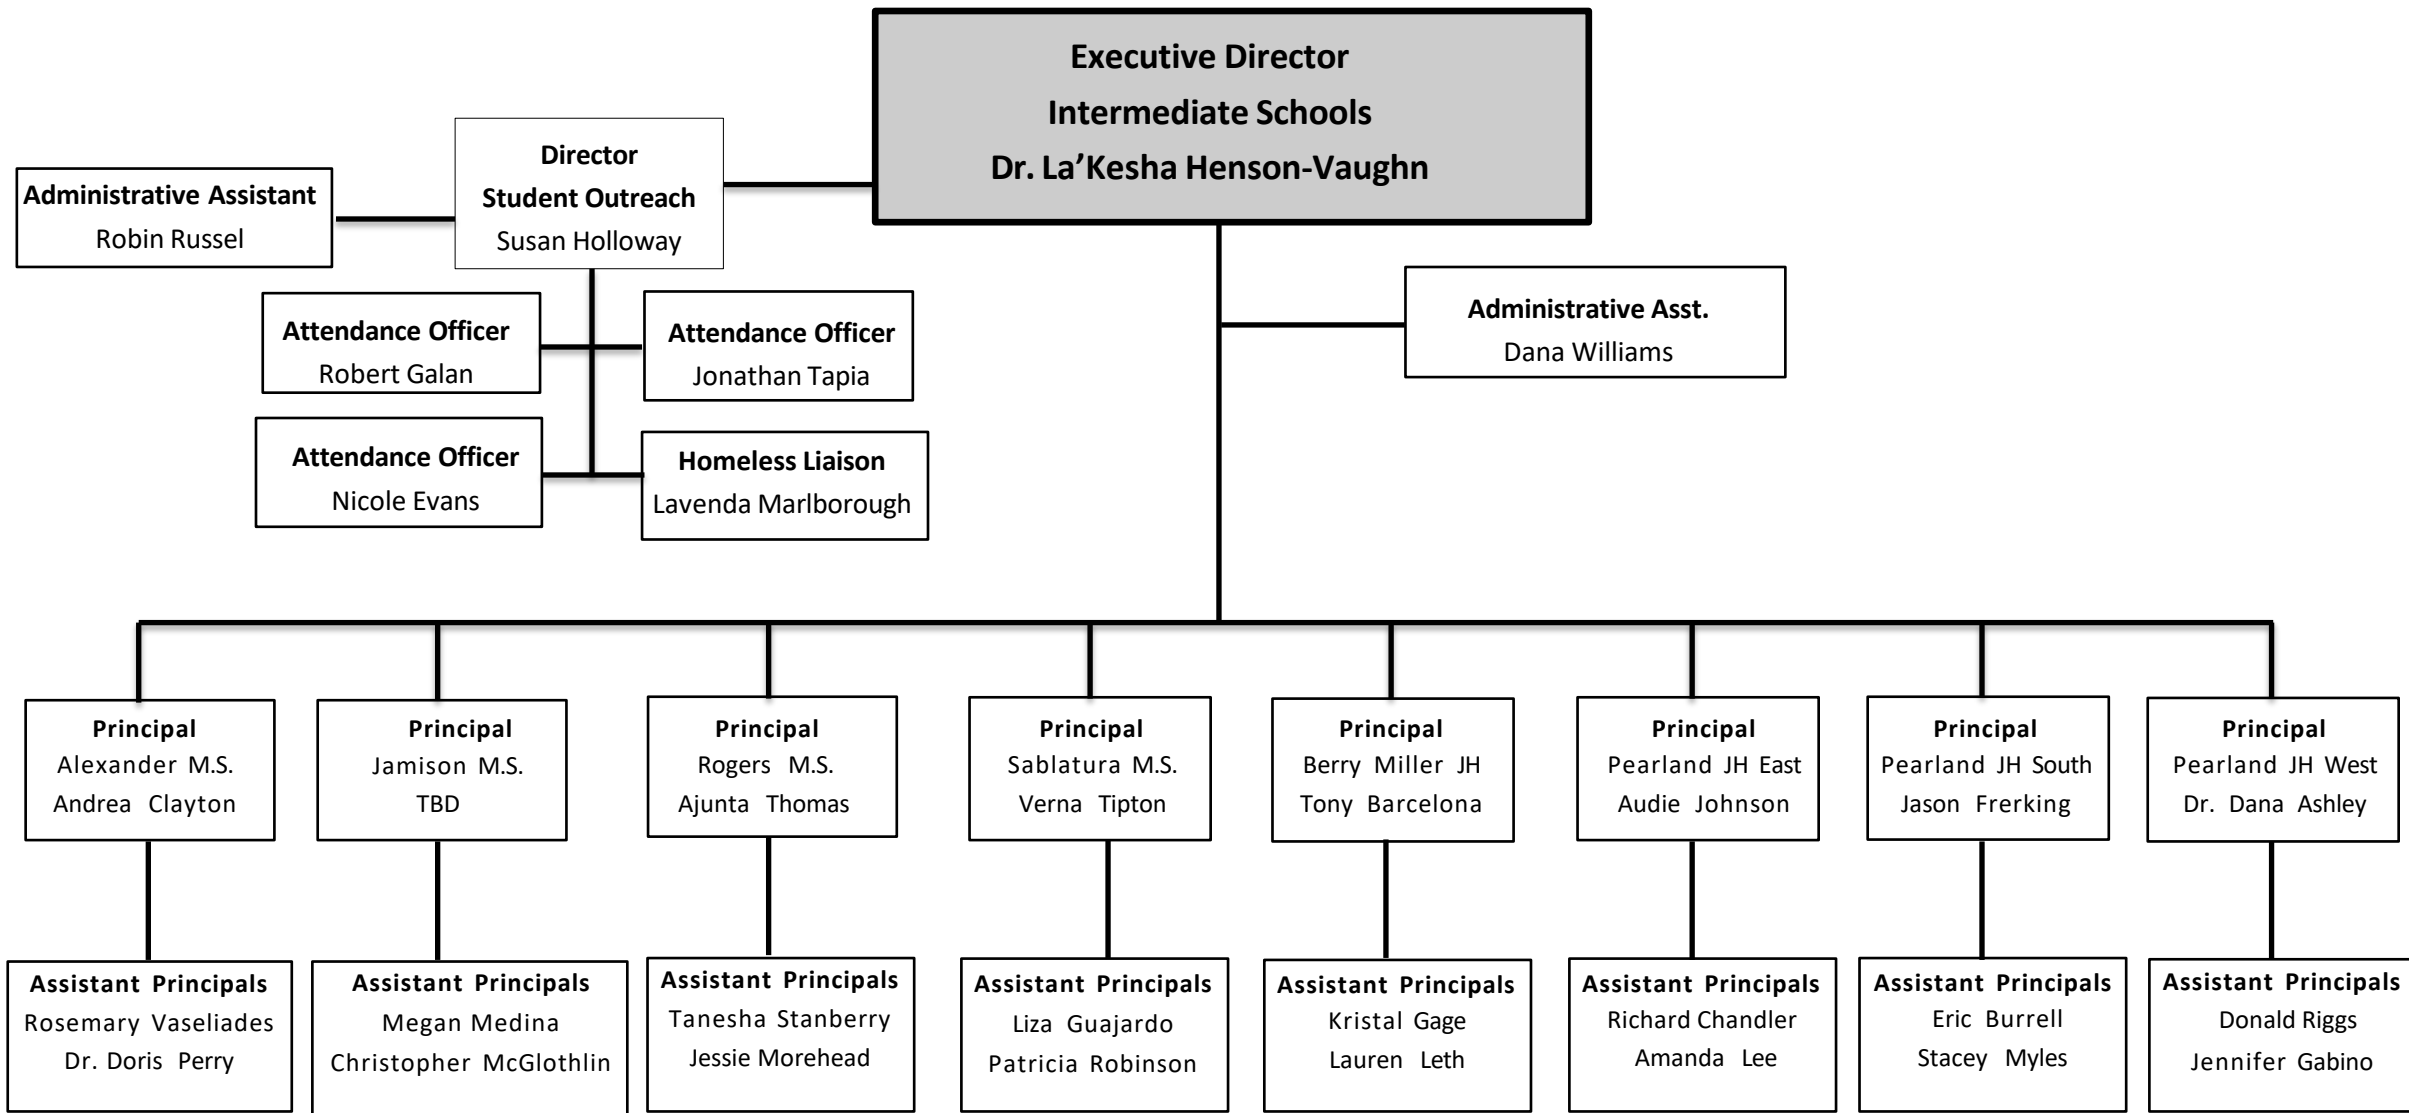 Executive Director
Intermediate Schools
Dr. La’Kesha Henson-Vaughn
Director
Student Outreach
Susan Holloway
Administrative Assistant
Robin Russel
Attendance Officer
Robert Galan
Attendance Officer
Jonathan Tapia
Attendance Officer
Nicole Evans
Homeless Liaison
Lavenda Marlborough
Administrative Asst.
Dana Williams
Principal
Alexander M.S.
Andrea Clayton
Principal
Jamison M.S.
TBD
Principal
Rogers M.S.
Ajunta Thomas
Principal
Sablatura M.S.
Verna Tipton
Principal
Berry Miller JH
Tony Barcelona
Principal
Pearland JH East
Audie Johnson
Principal
Pearland JH South
Jason Frerking
Principal
Pearland JH West
Dr. Dana Ashley
Assistant Principals
Rosemary Vaseliades
Dr. Doris Perry
Assistant Principals
Megan Medina
Christopher McGlothlin
Assistant Principals
Tanesha Stanberry
Jessie Morehead
Assistant Principals
Liza Guajardo
Patricia Robinson
Assistant Principals
Kristal Gage
Lauren Leth
Assistant Principals
Richard Chandler
Amanda Lee
Assistant Principals
Eric Burrell
Stacey Myles
Assistant Principals
Donald Riggs
Jennifer Gabino